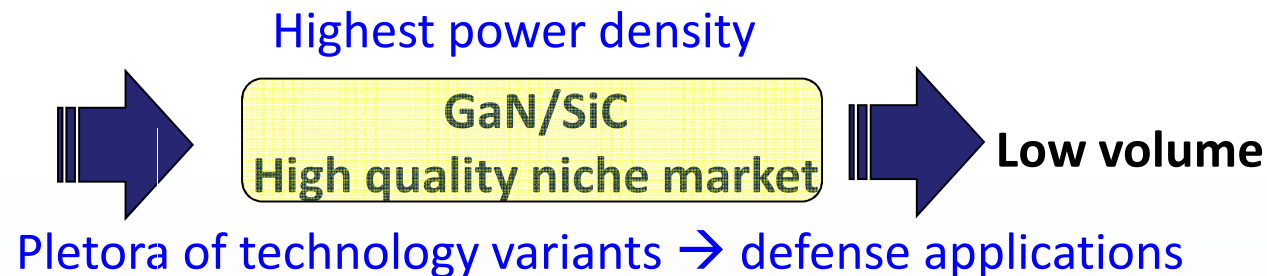 Highest power density
GaN/SiC
High quality niche market
Low volume
Pletora of technology variants → defense applications